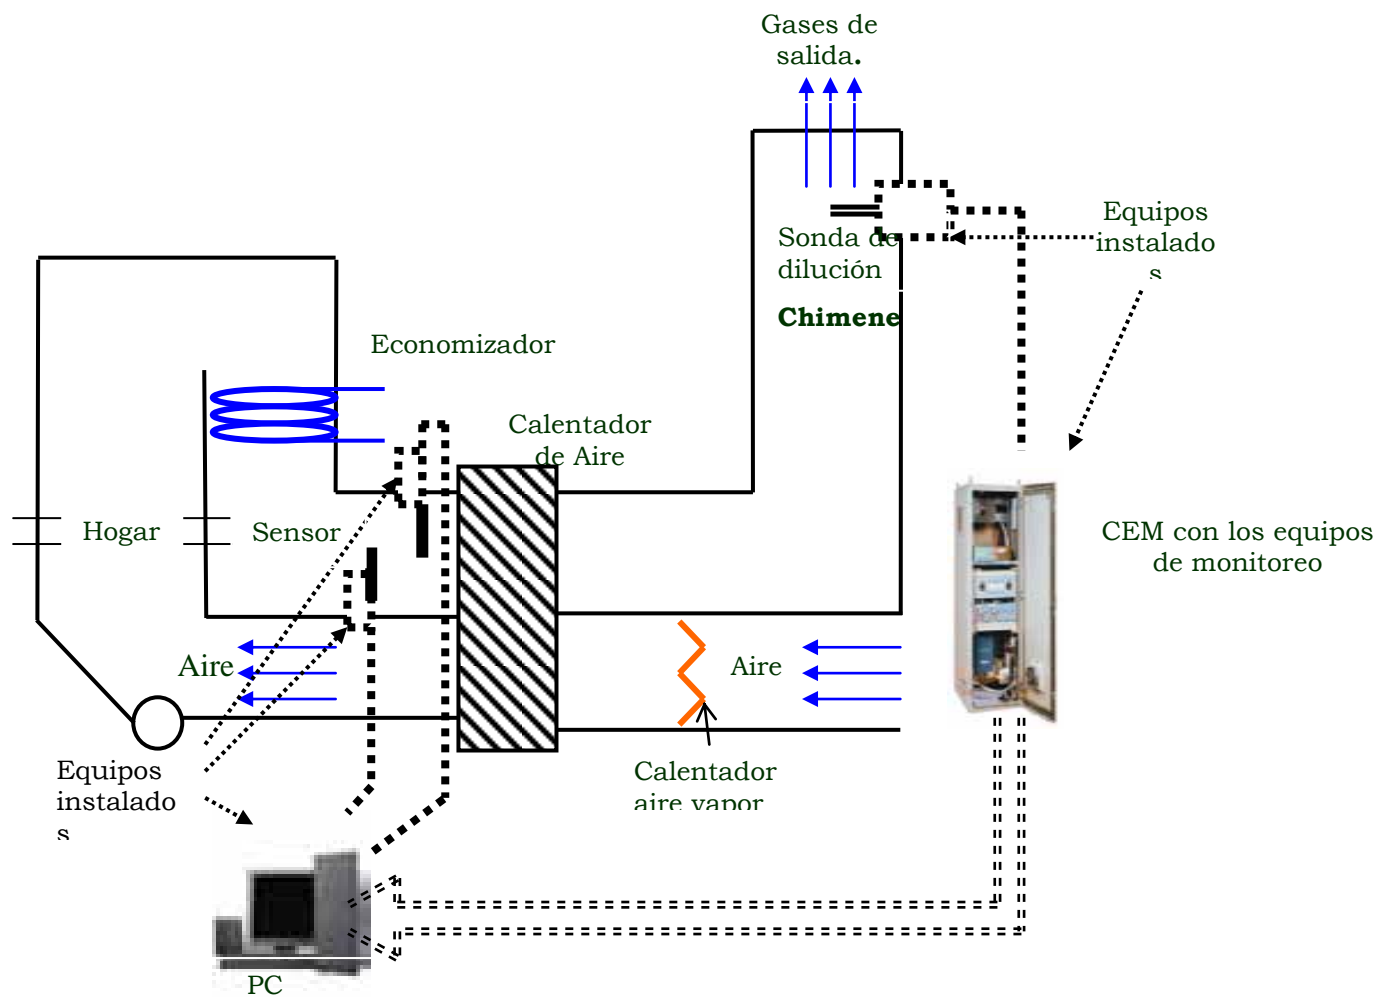 Gases de
salida.
Equipos
instalado
s
Sonda de
dilución
Chimene
Economizador
Calentador
de Aire
Hogar
Sensor
CEM con los equipos
de monitoreo
Aire
Aire
Equipos
instalado
s
Calentador
aire vapor
PC